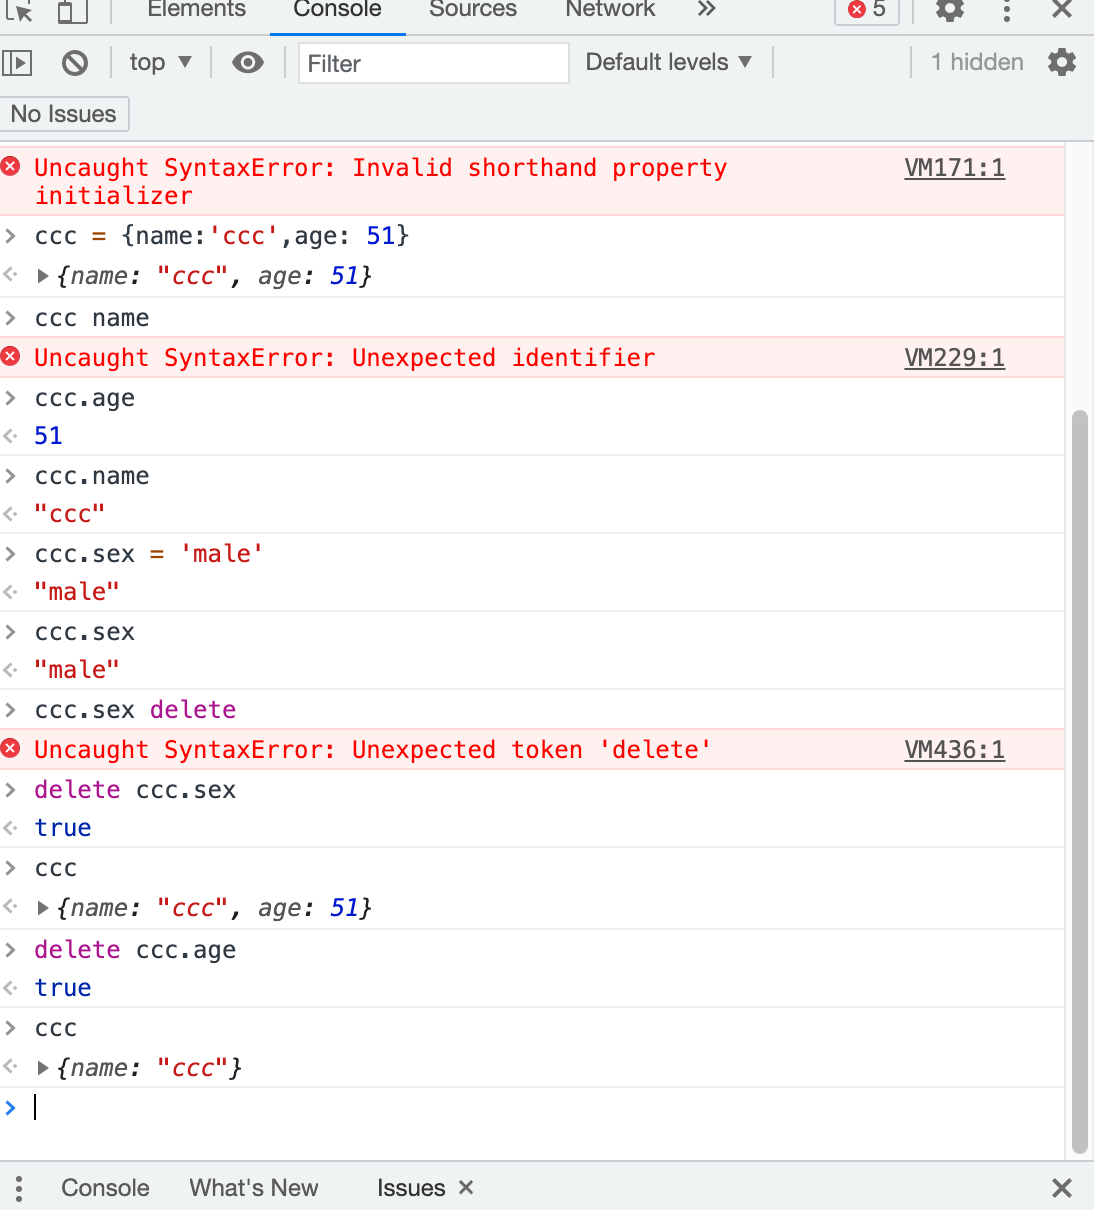 Elements Console Sources Network 5
top Filter Default levels 1 hidden
No Issues
Uncaught SyntaxError: Invalid shorthand property VM171:1
initializer
ccc = {name:'ccc',age: 51}
{name: "ccc", age: 51}
ccc name
Uncaught SyntaxError: Unexpected identifier VM229:1
ccc.age
51
ccc.name
"ccc"
ccc.sex = 'male'
"male"
ccc.sex
"male"
ccc.sex delete
Uncaught SyntaxError: Unexpected token 'delete' VM436:1
delete ccc.sex
true
ccc
{name: "ccc", age: 51}
delete ccc.age
true
ccc
{name: "ccc"}
Console What's New Issues